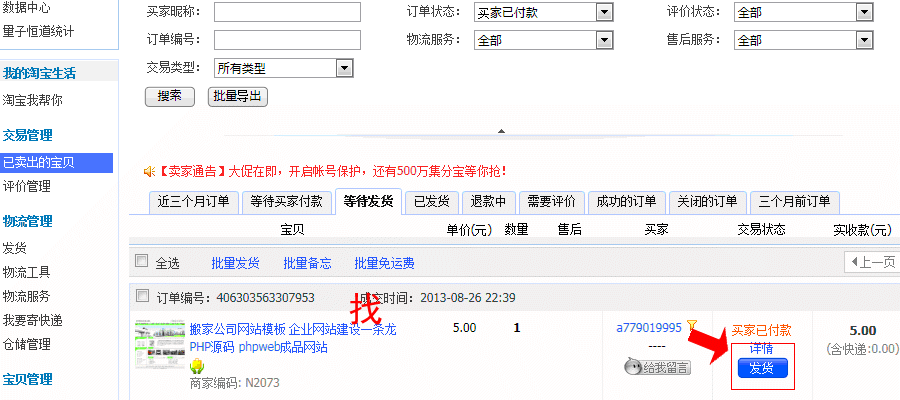 数据中心
量子恒道统计
我的淘宝生活
淘宝我帮你
交易管理
已卖出的宝贝
评价管理
物流管理
发货
物流工具
物流服务
我要寄快递
仓储管理
宝贝管理
买家昵称： 订单状态： 买家已付款 评价状态： 全部
订单编号： 物流服务： 全部 售后服务： 全部
交易类型： 所有类型
搜索 批量导出
【卖家通告】大促在即，开启帐号保护，还有500万集分宝等你抢！
近三个月订单 等待买家付款 等待发货 已发货 退款中 需要评价 成功的订单 关闭的订单 三个月前订单
宝贝 单价(元) 数量 售后 买家 交易状态 实收款(元)
全选 批量发货 批量备忘 批量免运费 上一页
订单编号：406303563307953 成交时间：2013-08-26 22:39
找
搬家公司网站模板 企业网站建设一条龙
PHP源码 phpweb成品网站
商家编码: N2073
5.00
1
a779019995
----
给我留言
买家已付款
详情
发货
5.00
(含快递:0.00)